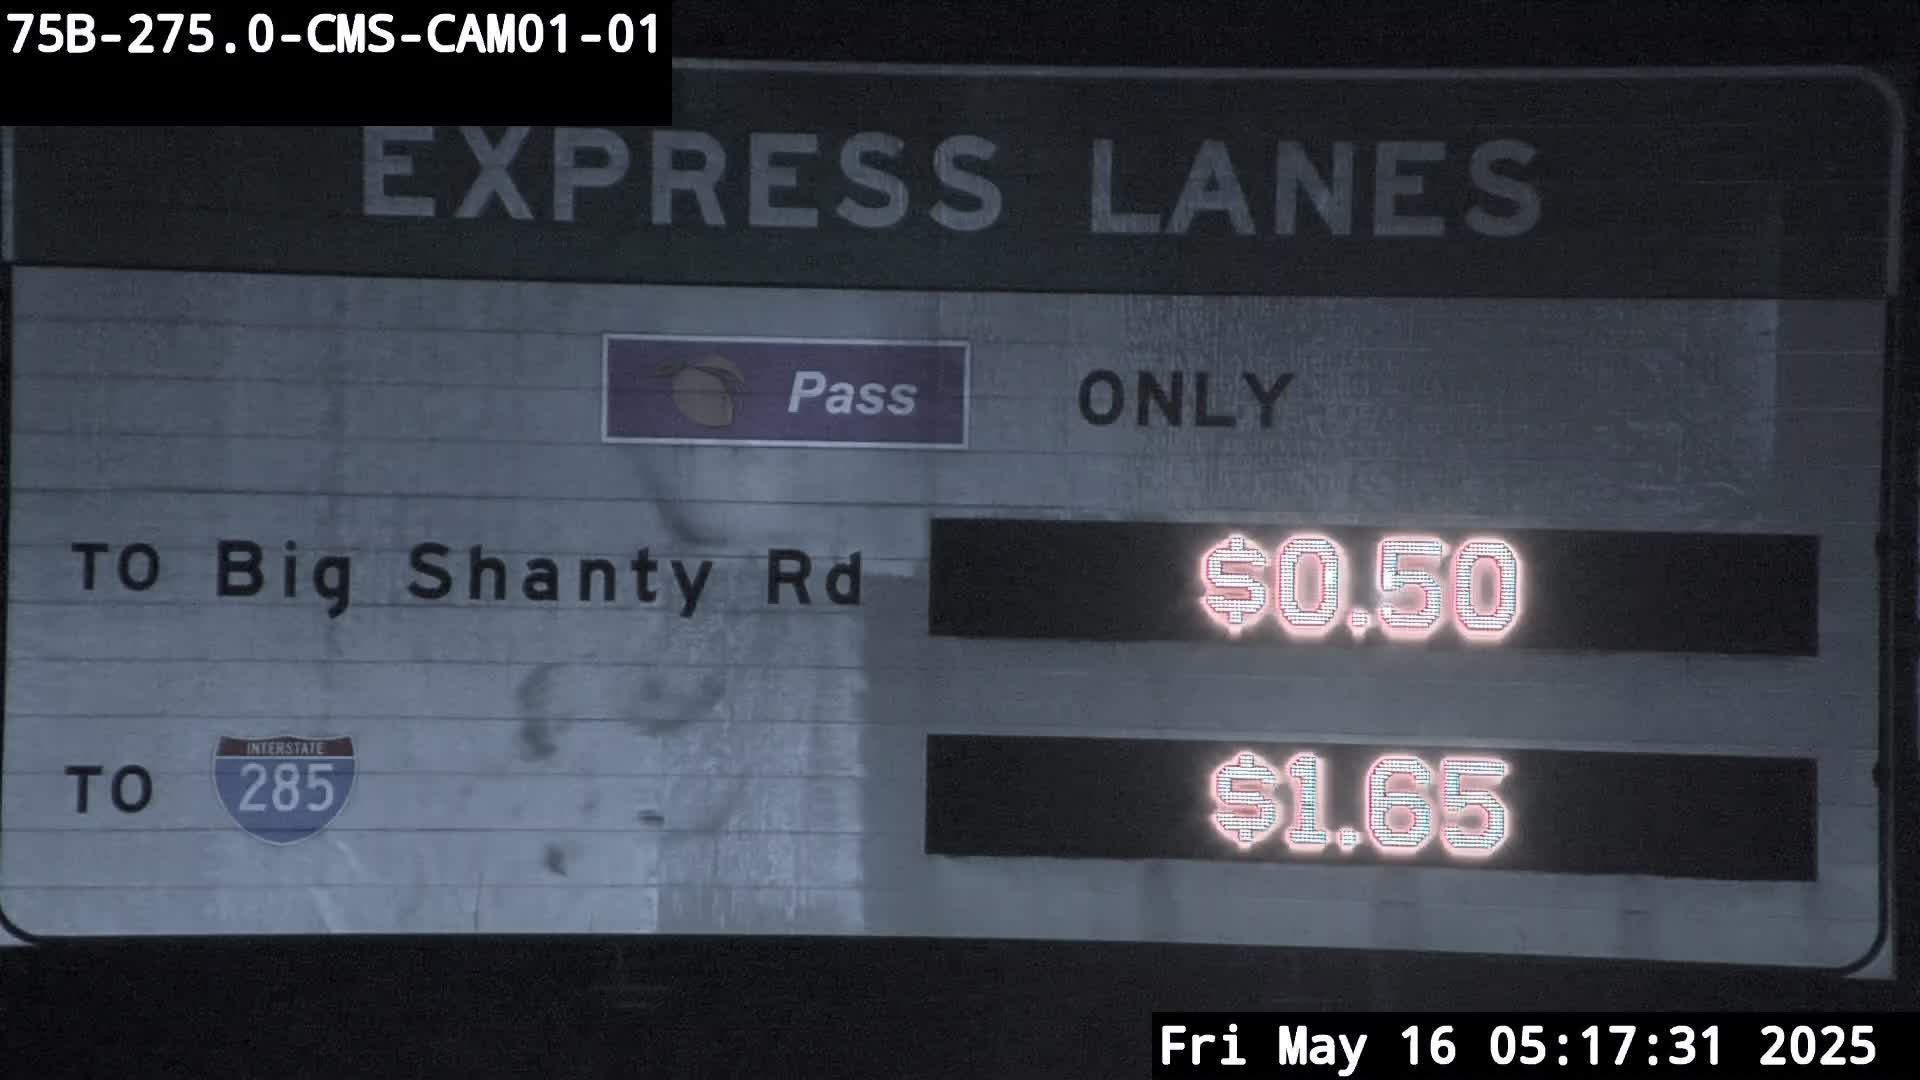 75B-275.0-CMS-CAM01-01
EXPRESS LANES
Pass ONLY
TO Big Shanty Rd $0.50
TO INTERSTATE 285 $1.65
Fri May 16 05:17:31 2025